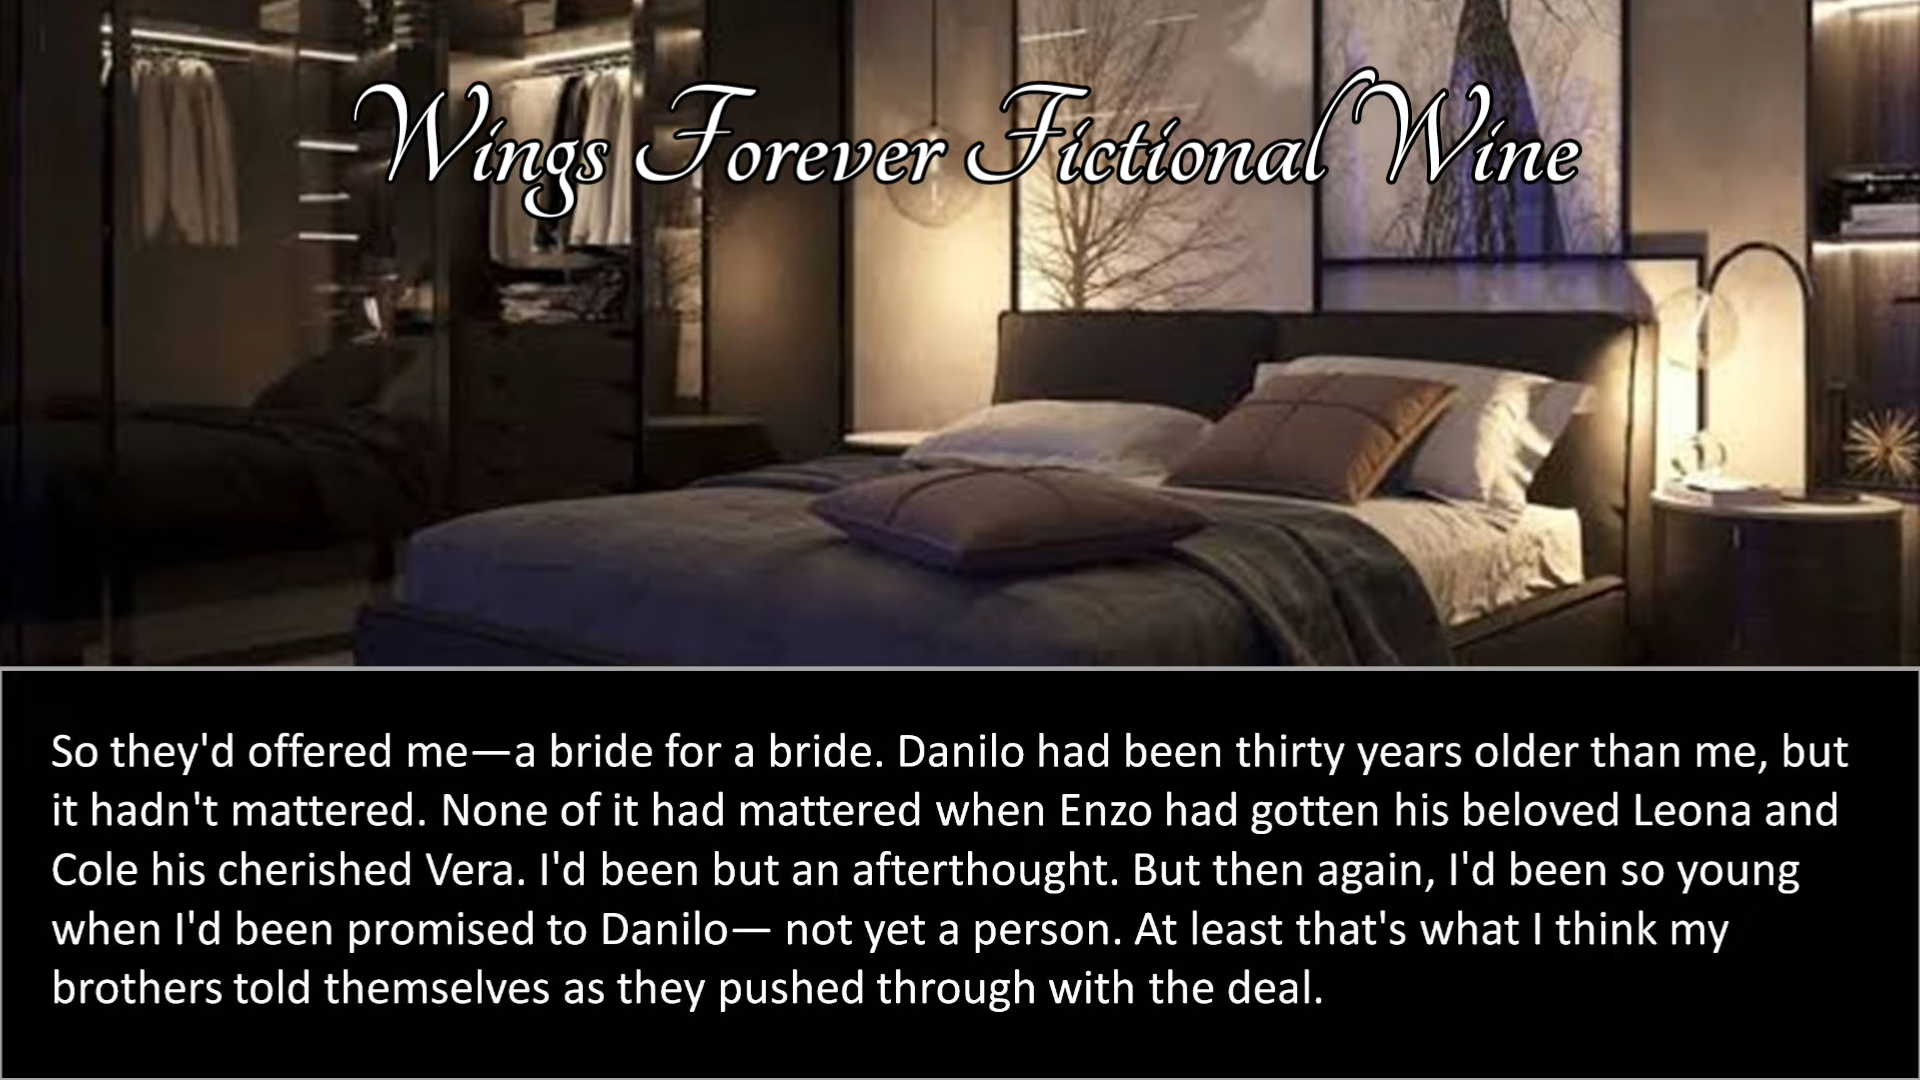 Wings Forever Fictional Wine
So they'd offered me—a bride for a bride. Danilo had been thirty years older than me, but
it hadn't mattered. None of it had mattered when Enzo had gotten his beloved Leona and
Cole his cherished Vera. I'd been but an afterthought. But then again, I'd been so young
when I'd been promised to Danilo— not yet a person. At least that's what I think my
brothers told themselves as they pushed through with the deal.